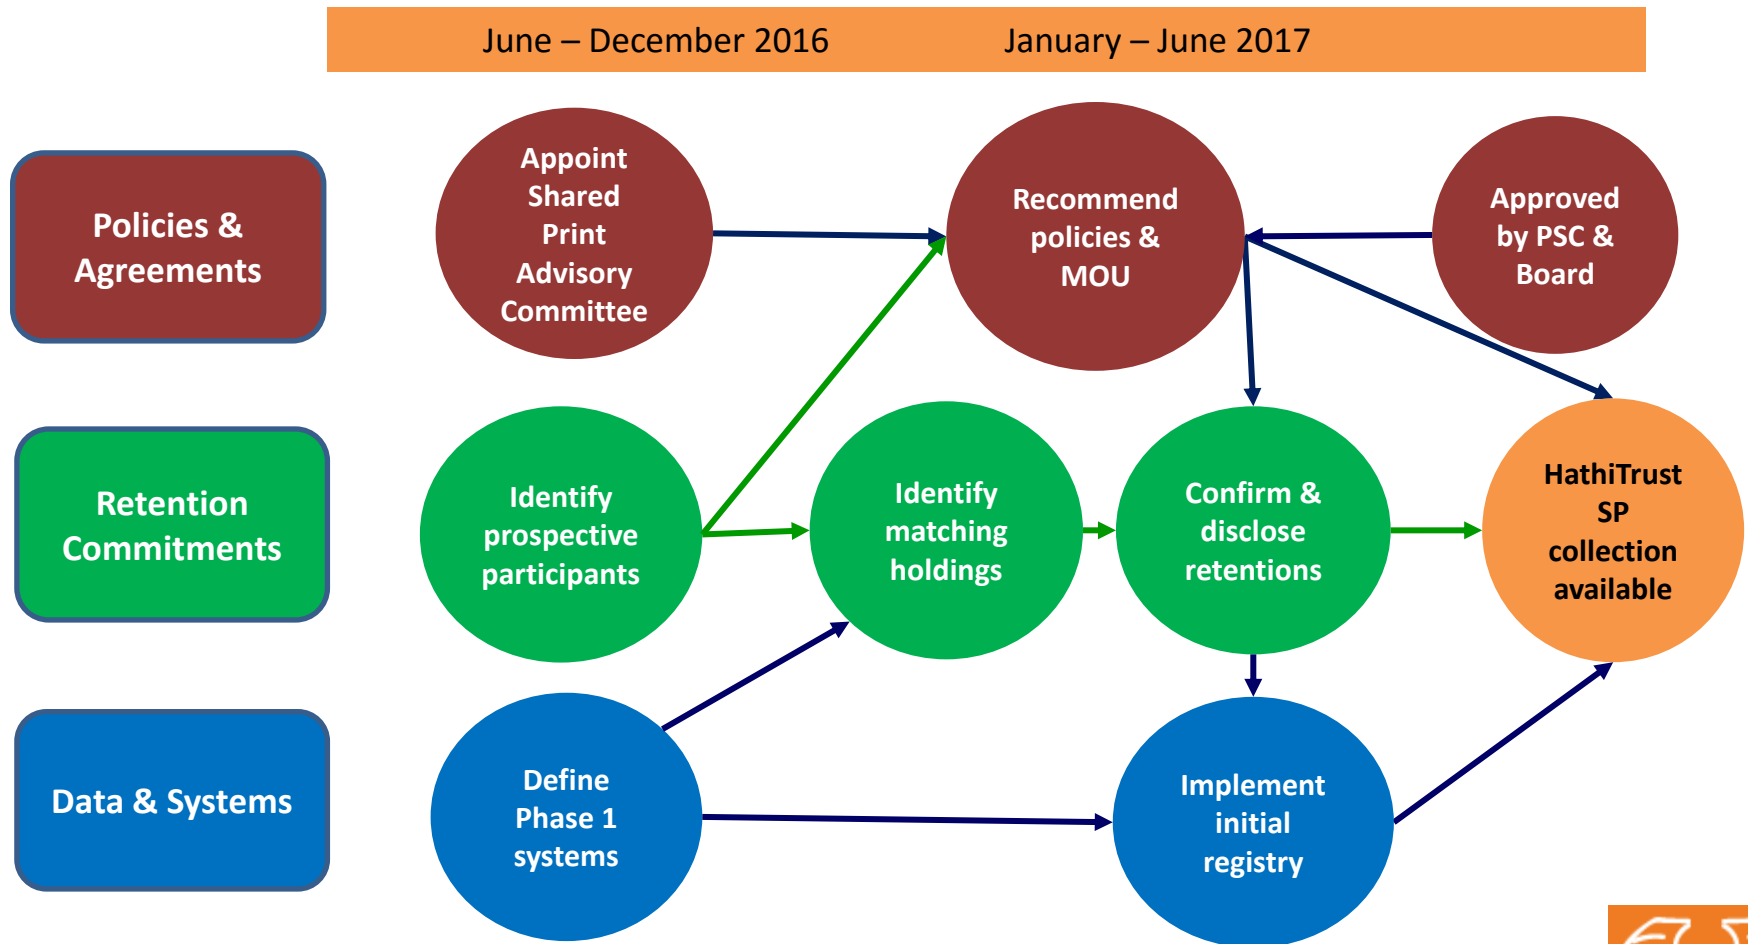 June – December 2016
January – June 2017
Policies &
Agreements
Appoint
Shared
Print
Advisory
Committee
Recommend
policies &
MOU
Approved
by PSC &
Board
Retention
Commitments
Identify
prospective
participants
Identify
matching
holdings
Confirm &
disclose
retentions
HathiTrust
SP
collection
available
Data & Systems
Define
Phase 1
systems
Implement
initial
registry